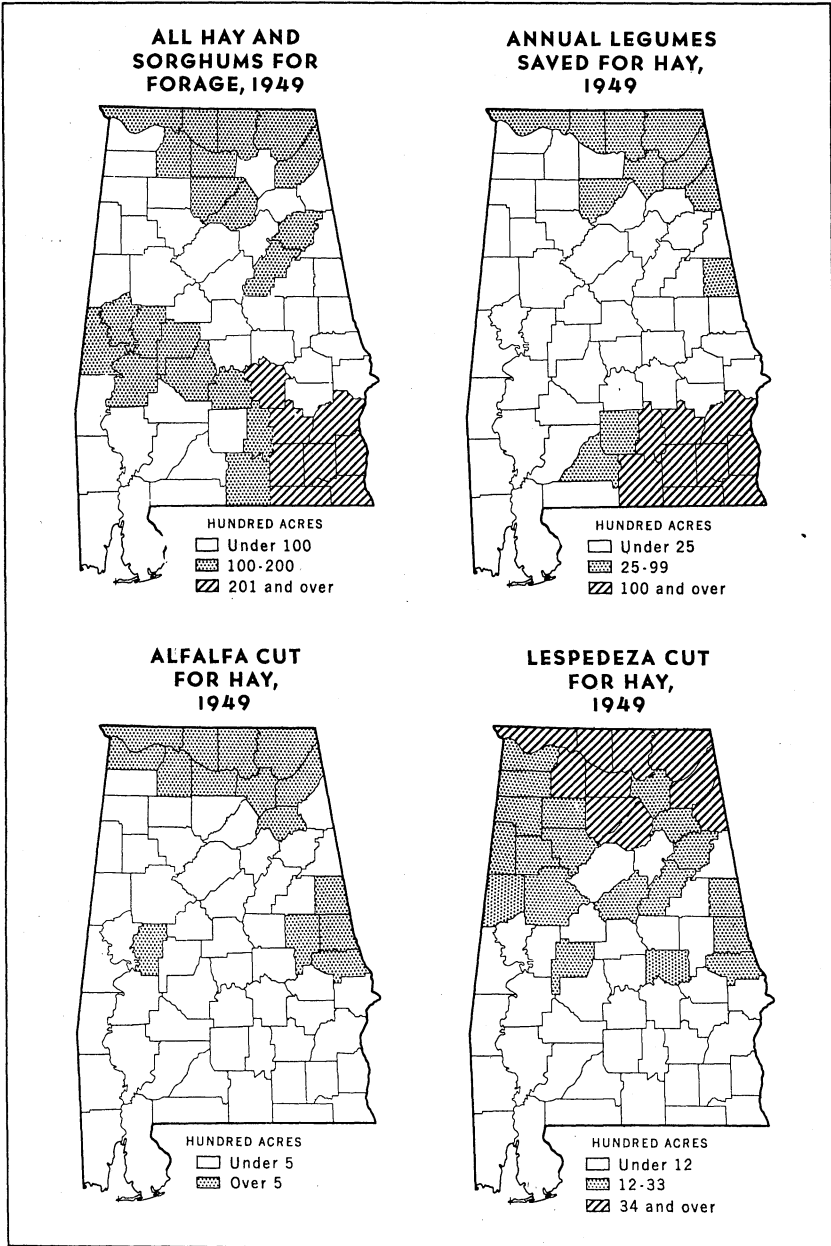 ALL HAY AND
SORGHUMS FOR
FORAGE, 1949
HUNDRED ACRES
Under 100
100-200
201 and over
ANNUAL LEGUMES
SAVED FOR HAY,
1949
HUNDRED ACRES
Under 25
25-99
100 and over
ALFALFA CUT
FOR HAY,
1949
HUNDRED ACRES
Under 5
Over 5
LESPEDEZA CUT
FOR HAY,
1949
HUNDRED ACRES
Under 12
12-33
34 and over